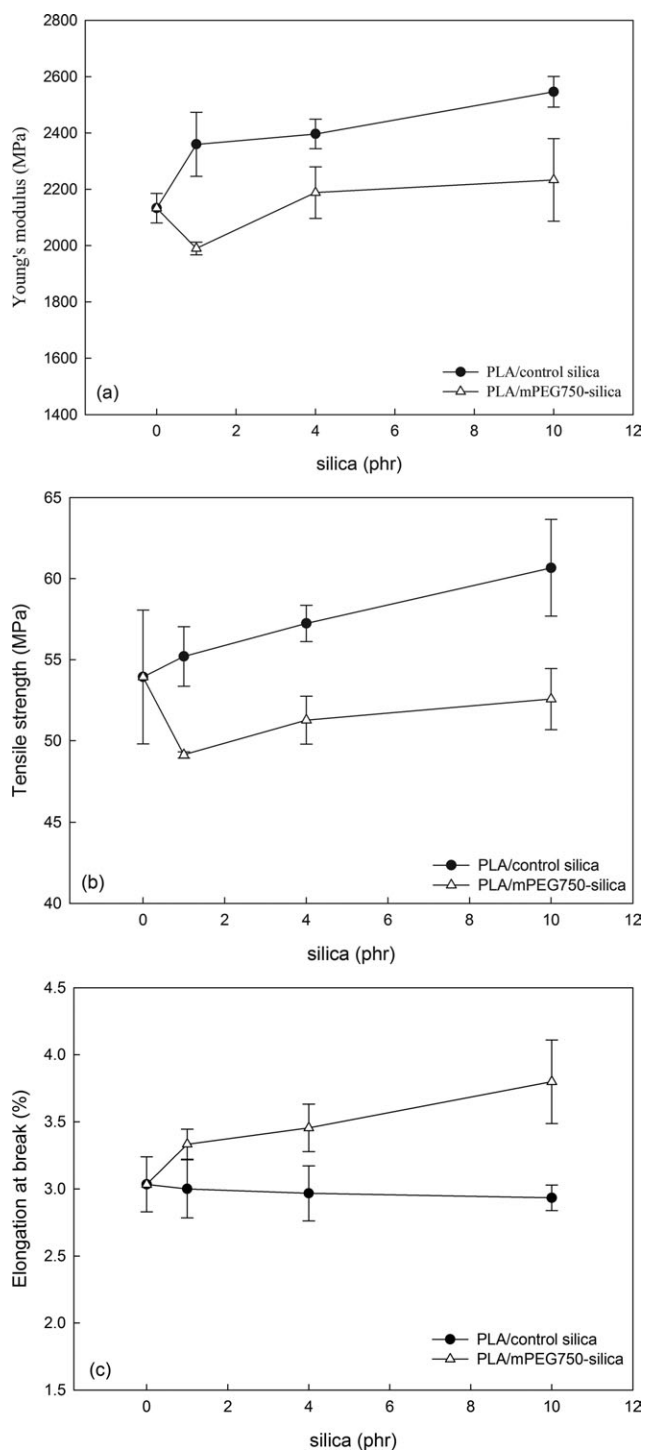 2800
2600
2400
2200
2000
1800
1600
1400
Young's modulus (MPa)
PLA/control silica
PLA/mPEG750-silica
(a)
0 2 4 6 8 10 12
silica (phr)
65
60
55
50
45
40
Tensile strength (MPa)
PLA/control silica
PLA/mPEG750-silica
(b)
0 2 4 6 8 10 12
silica (phr)
4.5
4.0
3.5
3.0
2.5
2.0
1.5
Elongation at break (%)
PLA/control silica
PLA/mPEG750-silica
(c)
0 2 4 6 8 10 12
silica (phr)